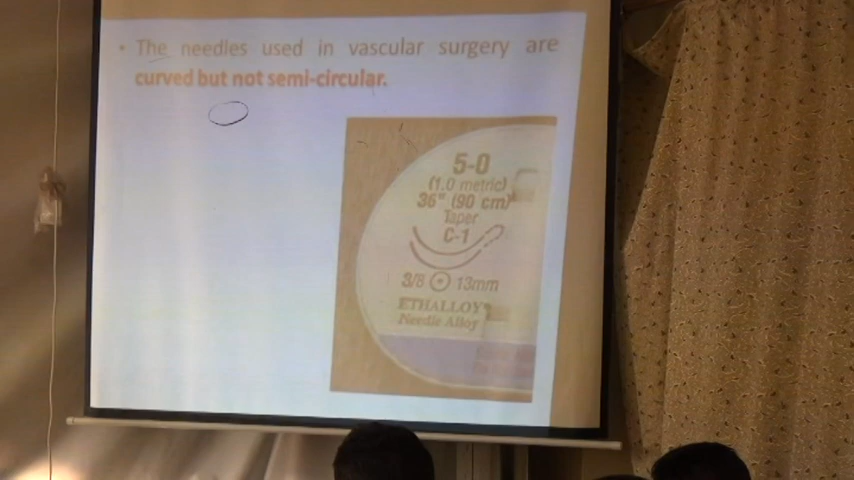 • The needles used in vascular surgery are
curved but not semi-circular.
5-0
(1.0 metric)
36" (90 cm)
Taper
C-1
3/8 13mm
ETHALLOY
Needle Alloy